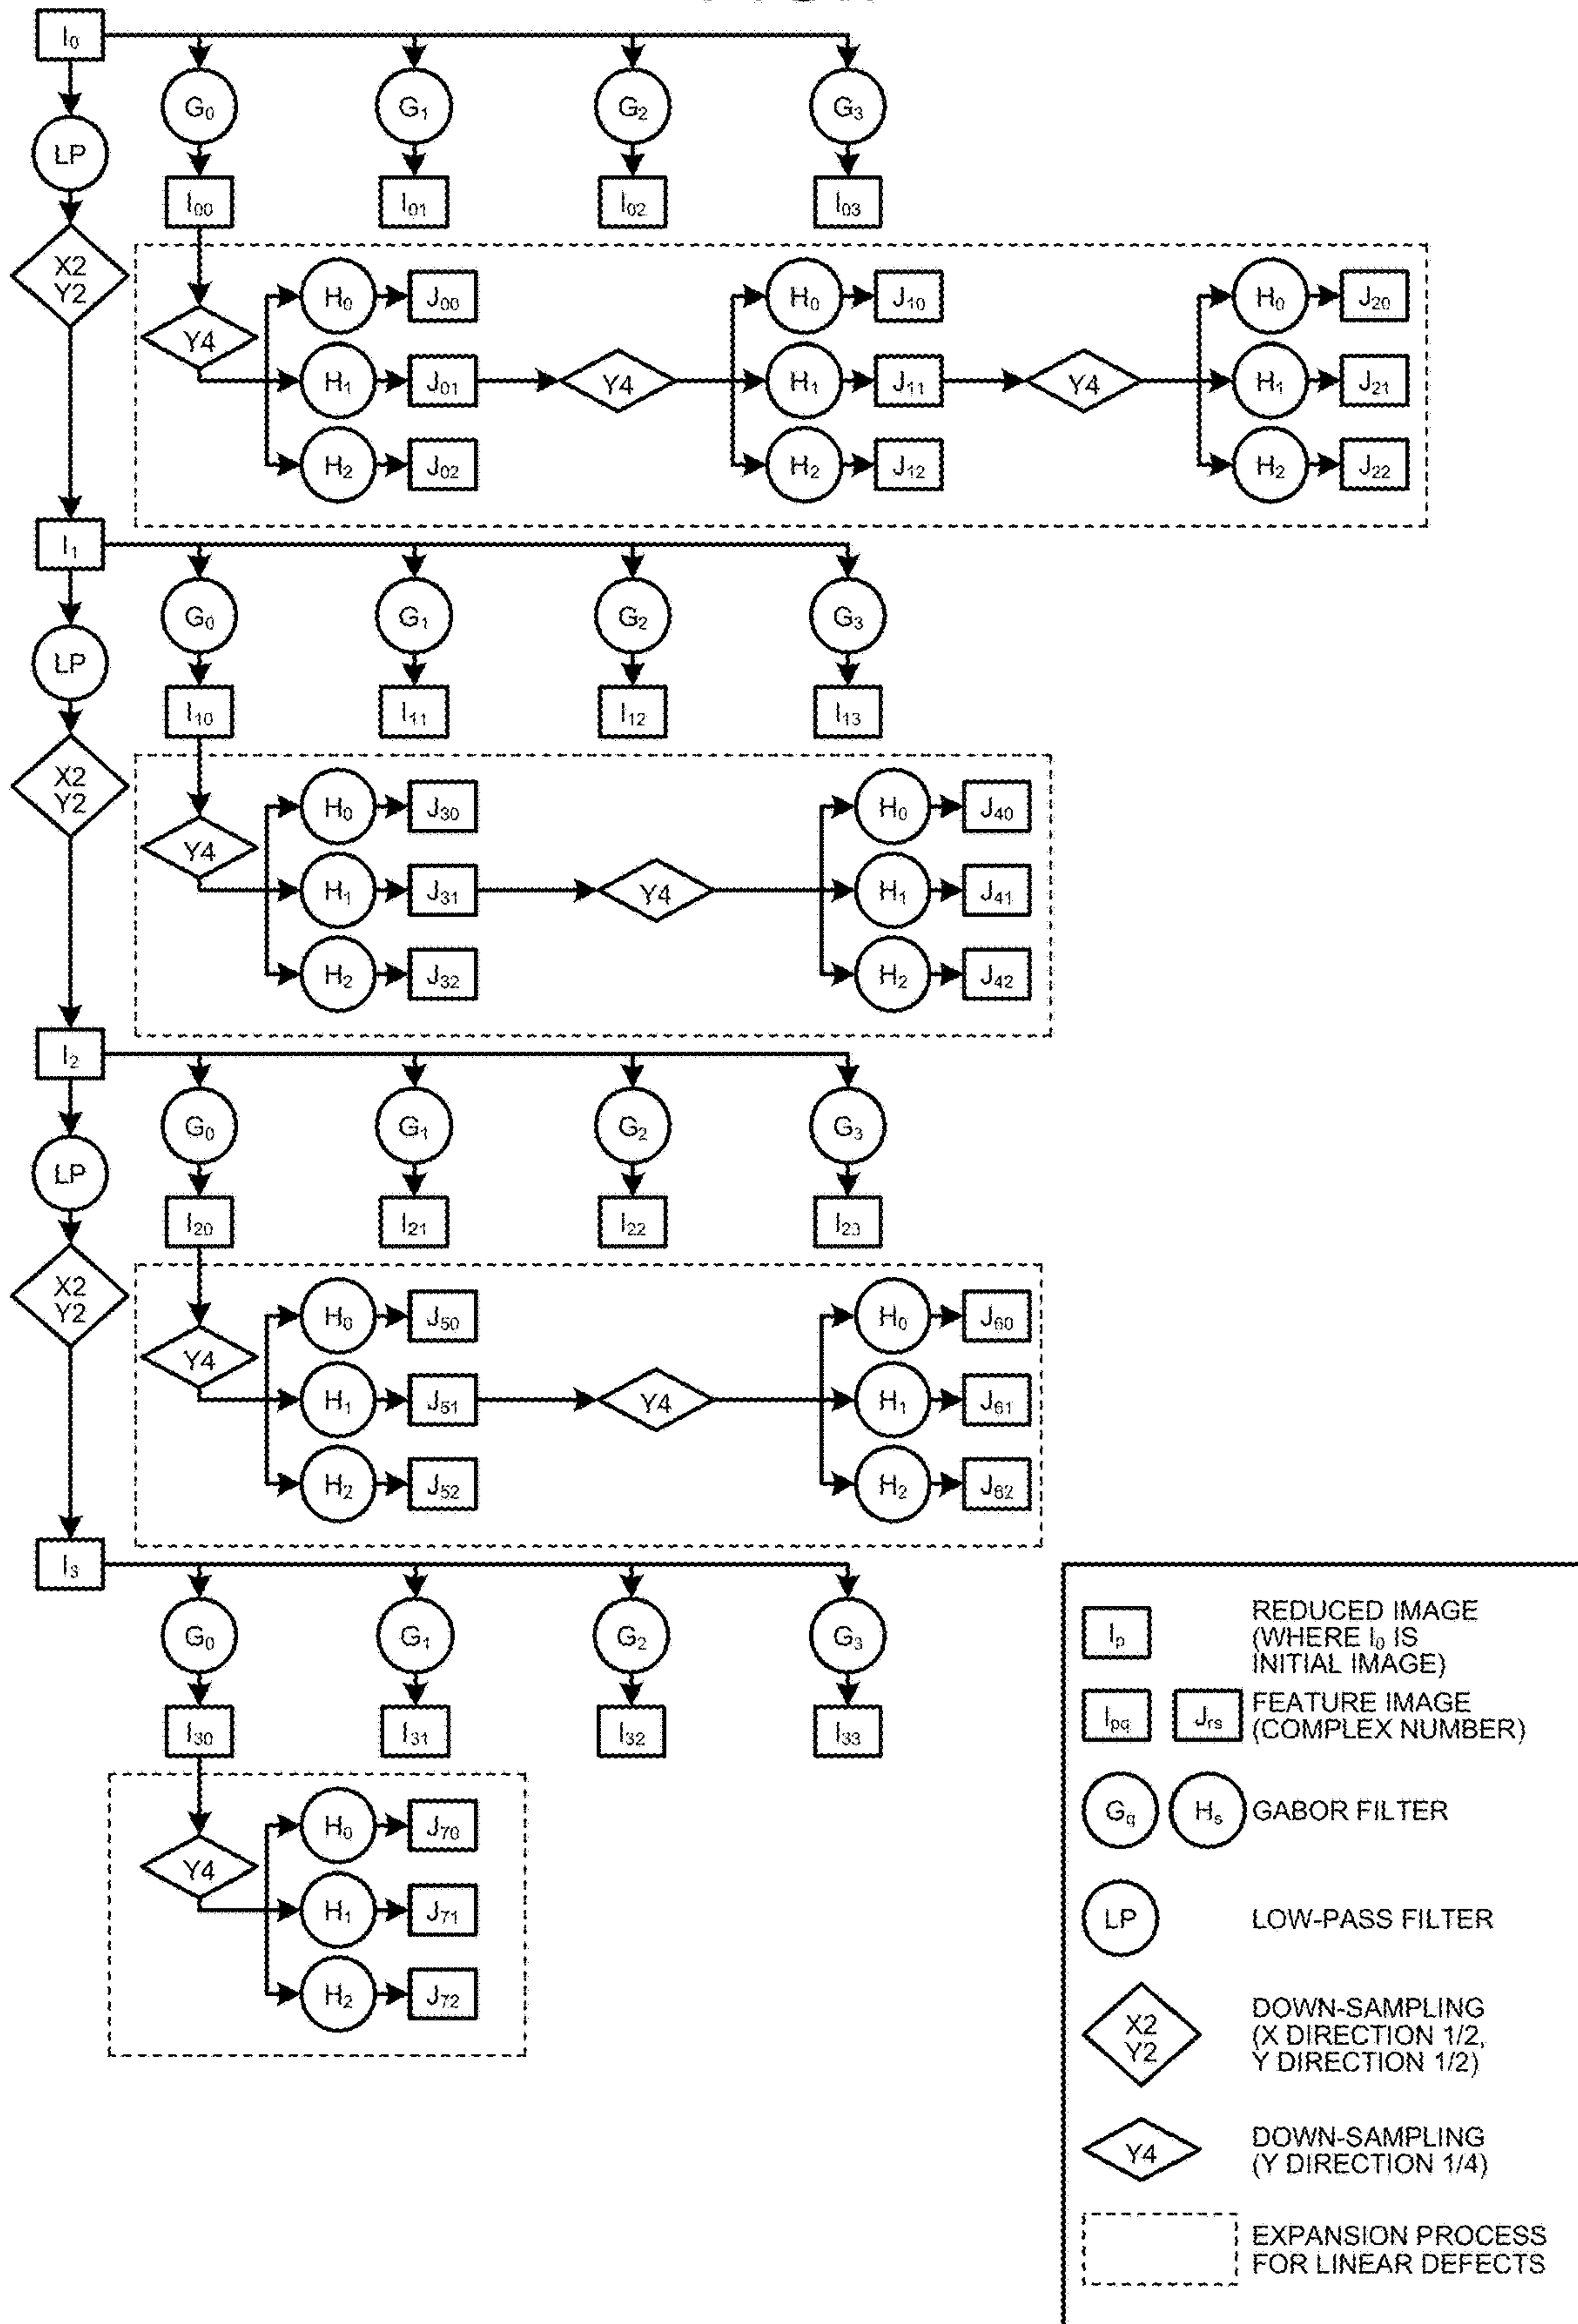 I₀
G₀ G₁ G₂ G₃
LP
I₀₀ I₀₁ I₀₂ I₀₃
X2
Y2
H₀ J₀₀ H₀ J₁₀ H₀ J₂₀
Y4
H₁ J₀₁ Y4 H₁ J₁₁ Y4 H₁ J₂₁
H₂ J₀₂ H₂ J₁₂ H₂ J₂₂
I₁
G₀ G₁ G₂ G₃
LP
I₁₀ I₁₁ I₁₂ I₁₃
X2
Y2
H₀ J₃₀ H₀ J₄₀
Y4
H₁ J₃₁ Y4 H₁ J₄₁
H₂ J₃₂ H₂ J₄₂
I₂
G₀ G₁ G₂ G₃
LP
I₂₀ I₂₁ I₂₂ I₂₃
X2
Y2
H₀ J₅₀ H₀ J₆₀
Y4
H₁ J₅₁ Y4 H₁ J₆₁
H₂ J₅₂ H₂ J₆₂
I₃
G₀ G₁ G₂ G₃
I₃₀ I₃₁ I₃₂ I₃₃
H₀ J₇₀
Y4
H₁ J₇₁
H₂ J₇₂
Iₚ REDUCED IMAGE
(WHERE I₀ IS
INITIAL IMAGE)
I_pq J_rs FEATURE IMAGE
(COMPLEX NUMBER)
G_q H_s GABOR FILTER
LP LOW-PASS FILTER
X2
Y2
DOWN-SAMPLING
(X DIRECTION 1/2,
Y DIRECTION 1/2)
Y4 DOWN-SAMPLING
(Y DIRECTION 1/4)
EXPANSION PROCESS
FOR LINEAR DEFECTS